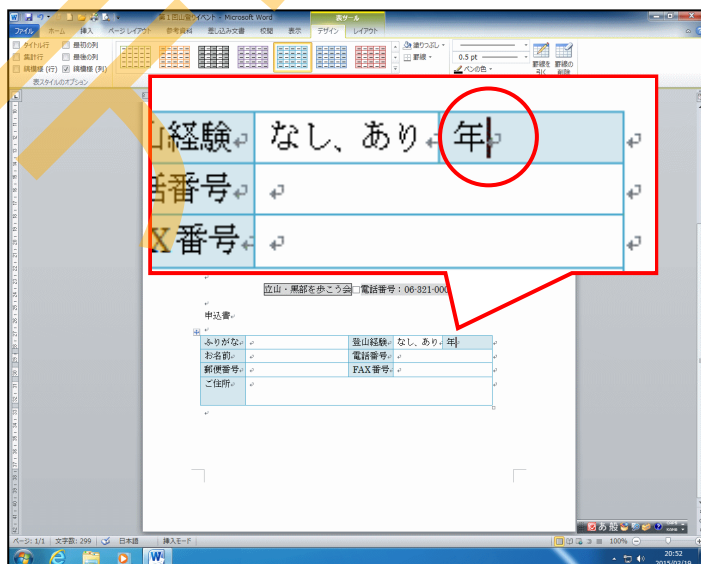 第1回山登りイベント - Microsoft Word
表ツール
ファイル ホーム 挿入 ページ レイアウト 参考資料 差し込み文書 校閲 表示 デザイン レイアウト
タイトル行 最初の列
集計行 最後の列
縞模様 (行) 縞模様 (列)
表スタイルのオプション
塗りつぶし
罫線
0.5 pt
ペンの色
罫線を引く
罫線の削除
山経験 なし、あり 年
話番号
X番号
立山・黒部を歩こう会□電話番号：06-321-000
申込書
ふりがな 登山経験 なし、あり 年
お名前 電話番号
郵便番号 FAX番号
ご住所
ページ: 1/1 文字数: 299 日本語 挿入モード
あ 般
100%
20:52
2015/03/19